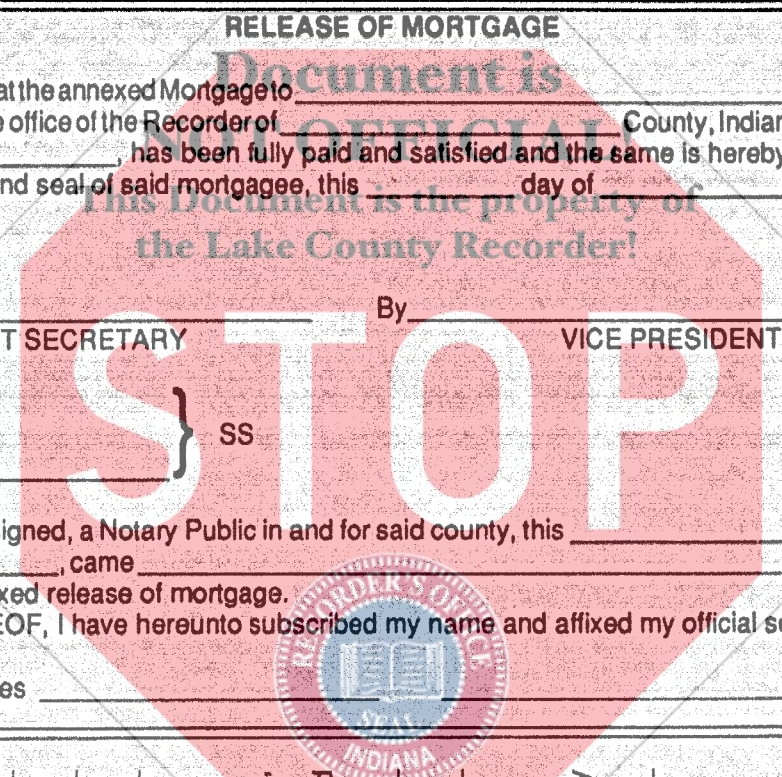 RELEASE OF MORTGAGE
Document is
at the annexed Mortgage to
NOT OFFICIAL!
e office of the Recorder of County, Indian
, has been fully paid and satisfied and the same is hereby
nd seal of said mortgagee, this day of
This Document is the property of
the Lake County Recorder!
By
T SECRETARY VICE PRESIDENT
STOP
} SS
igned, a Notary Public in and for said county, this
, came
xed release of mortgage.
EOF, I have hereunto subscribed my name and affixed my official se
RECORDER'S OFFICE
es
SEAL
INDIANA